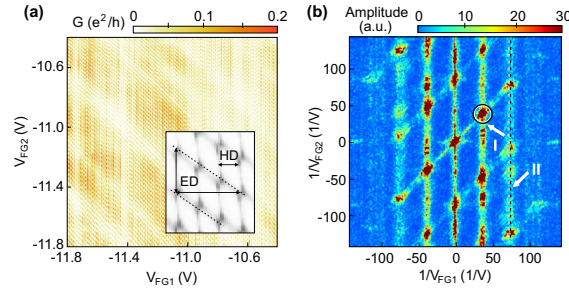 (a)
G (e²/h) 0 0.1 0.2
-10.6
-11.0
-11.4
-11.8
V_FG2 (V)
-11.8 -11.4 -11.0 -10.6
V_FG1 (V)
HD
ED
(b)
Amplitude (a.u.) 0 10 20 30
100
50
0
-50
-100
1/V_FG2 (1/V)
-100 -50 0 50 100
1/V_FG1 (1/V)
I
II